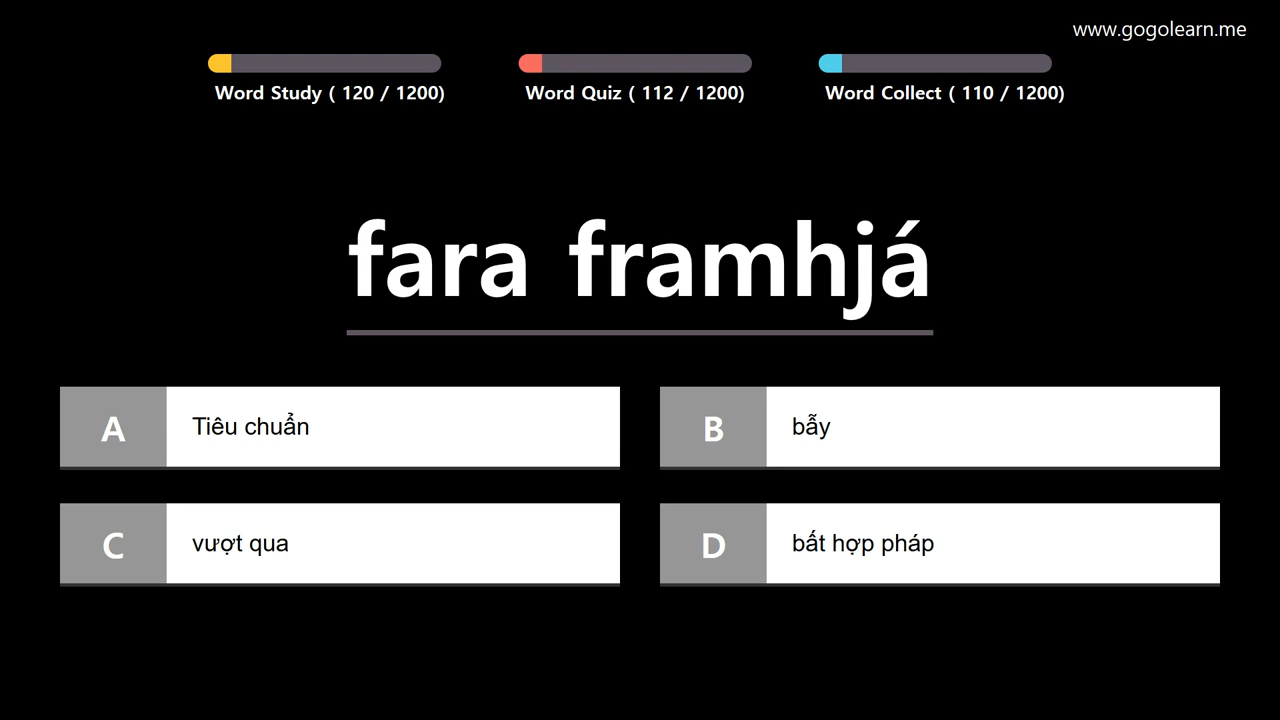 www.gogolearn.me
Word Study ( 120 / 1200)
Word Quiz ( 112 / 1200)
Word Collect ( 110 / 1200)
fara framhjá
A
Tiêu chuẩn
B
bẫy
C
vượt qua
D
bất hợp pháp